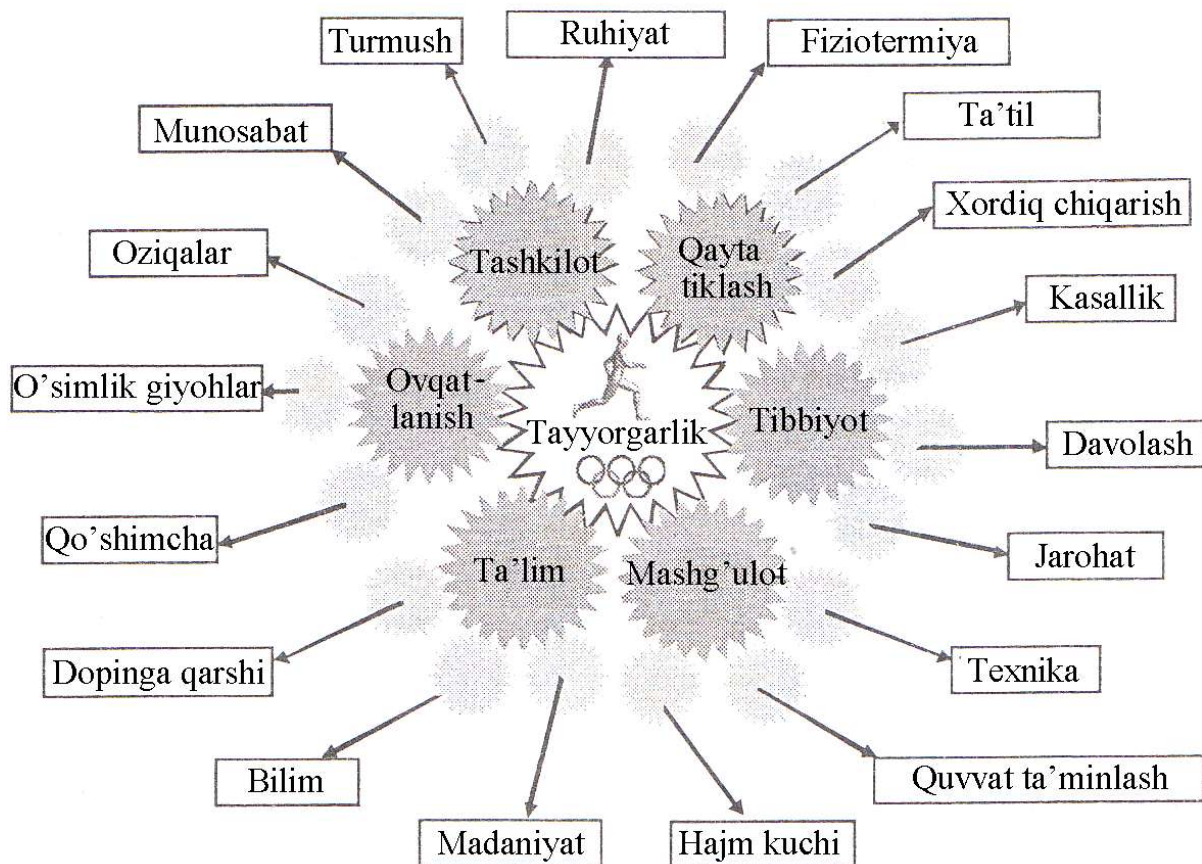 Turmush
Ruhiyat
Fiziotermiya
Munosabat
Ta’til
Xordiq chiqarish
Oziqalar
Tashkilot
Qayta
tiklash
Kasallik
O’simlik giyohlar
Ovqat-
lanish
Tayyorgarlik
Tibbiyot
Davolash
Qo’shimcha
Ta’lim
Mashg’ulot
Jarohat
Dopinga qarshi
Texnika
Bilim
Quvvat ta’minlash
Madaniyat
Hajm kuchi